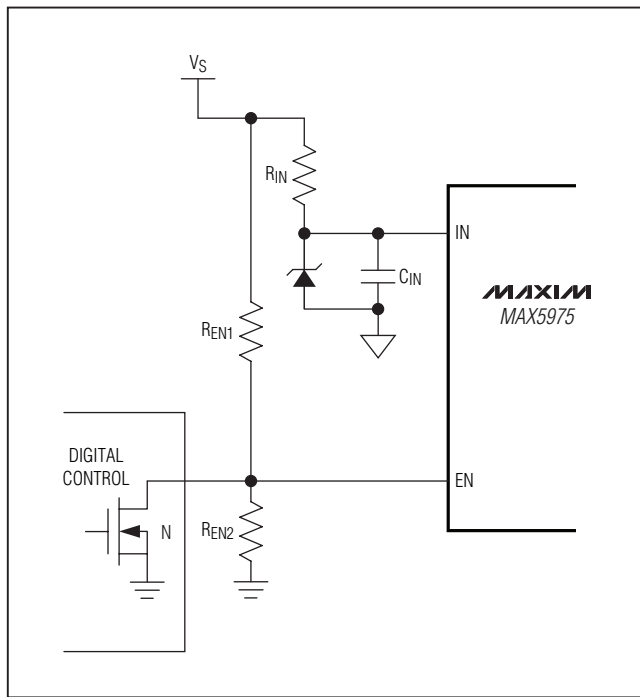 VS
RIN
IN
CIN
MAXIM
MAX5975
REN1
DIGITAL
CONTROL
EN
N
REN2